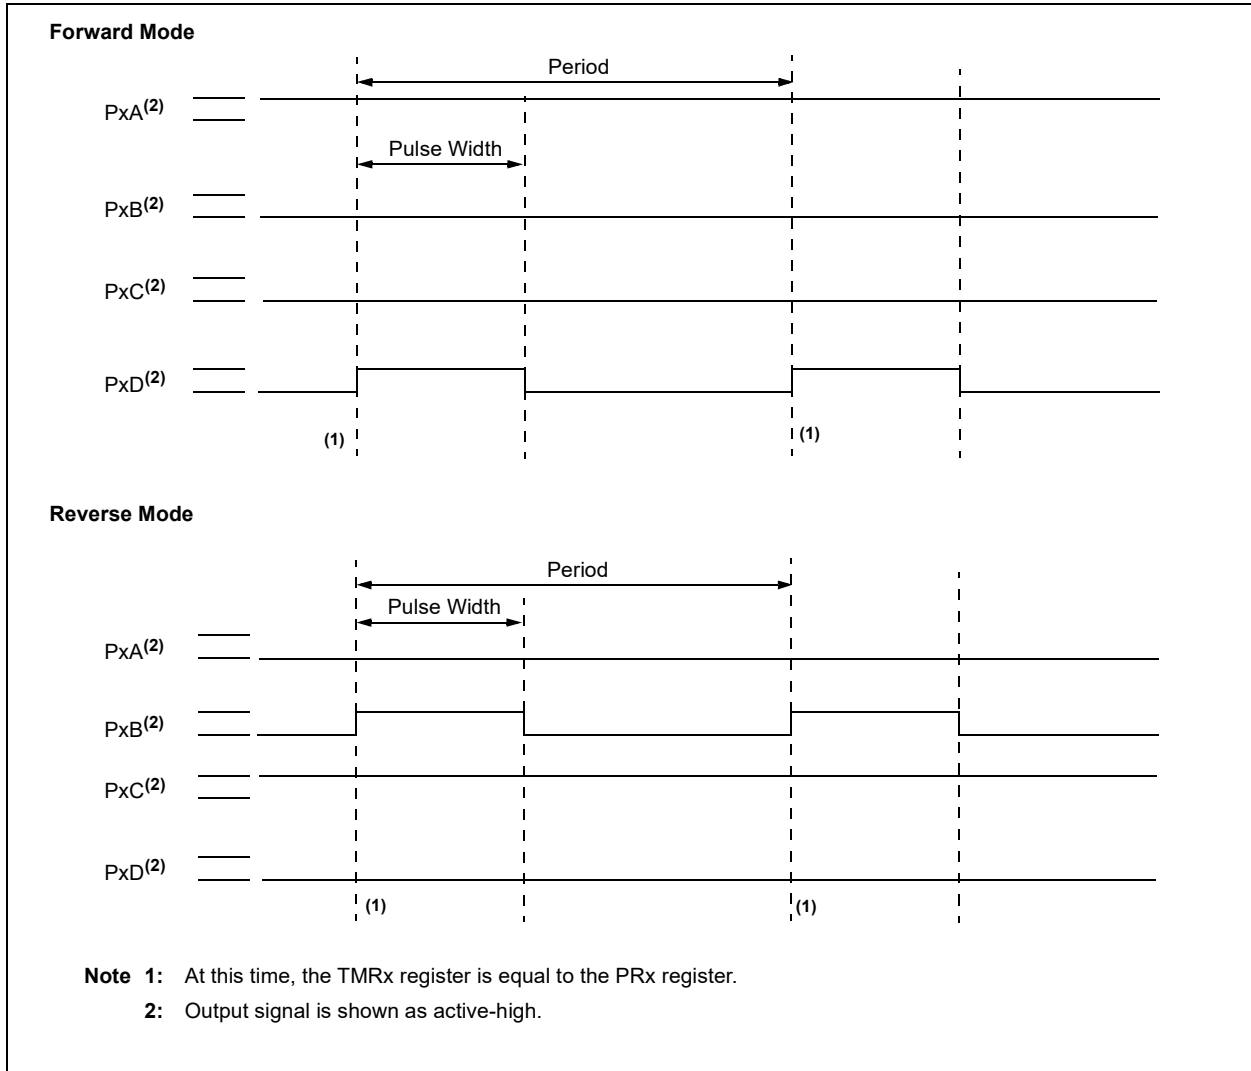 Forward Mode
Period
PxA(2)
Pulse Width
PxB(2)
PxC(2)
PxD(2)
(1)
(1)
Reverse Mode
Period
Pulse Width
PxA(2)
PxB(2)
PxC(2)
PxD(2)
(1)
(1)
Note 1: At this time, the TMRx register is equal to the PRx register.
2: Output signal is shown as active-high.